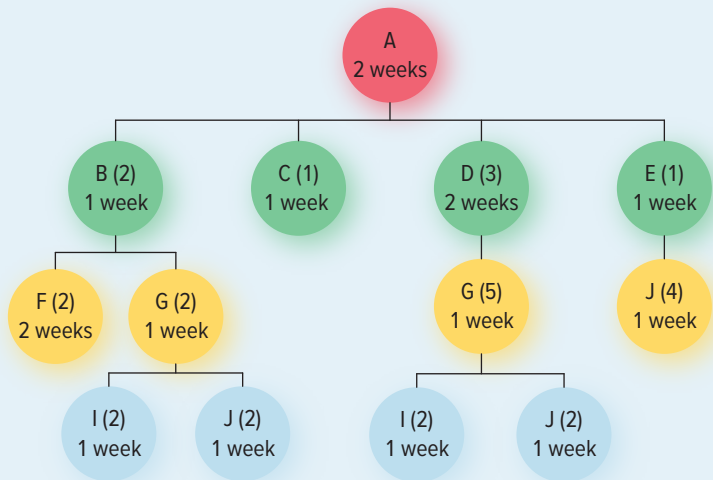 A
2 weeks
B (2)
1 week
C (1)
1 week
D (3)
2 weeks
E (1)
1 week
F (2)
2 weeks
G (2)
1 week
G (5)
1 week
J (4)
1 week
I (2)
1 week
J (2)
1 week
I (2)
1 week
J (2)
1 week